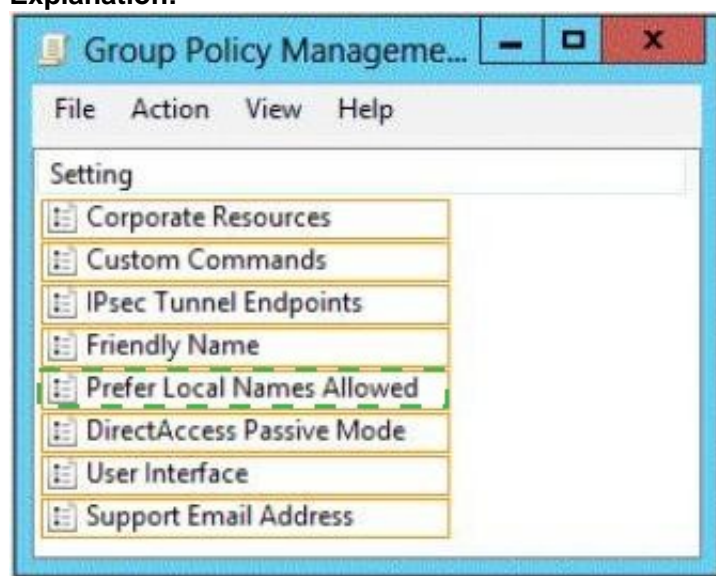 Explanation:
Group Policy Manageme...
File Action View Help
Setting
Corporate Resources
Custom Commands
IPsec Tunnel Endpoints
Friendly Name
Prefer Local Names Allowed
DirectAccess Passive Mode
User Interface
Support Email Address